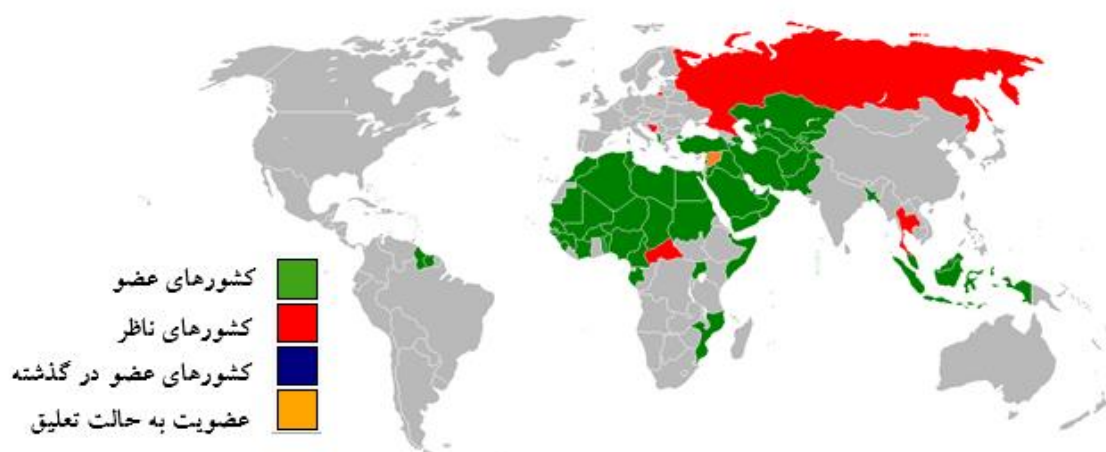 کشورهای عضو
کشورهای ناظر
کشورهای عضو در گذشته
عضویت به حالت تعلیق